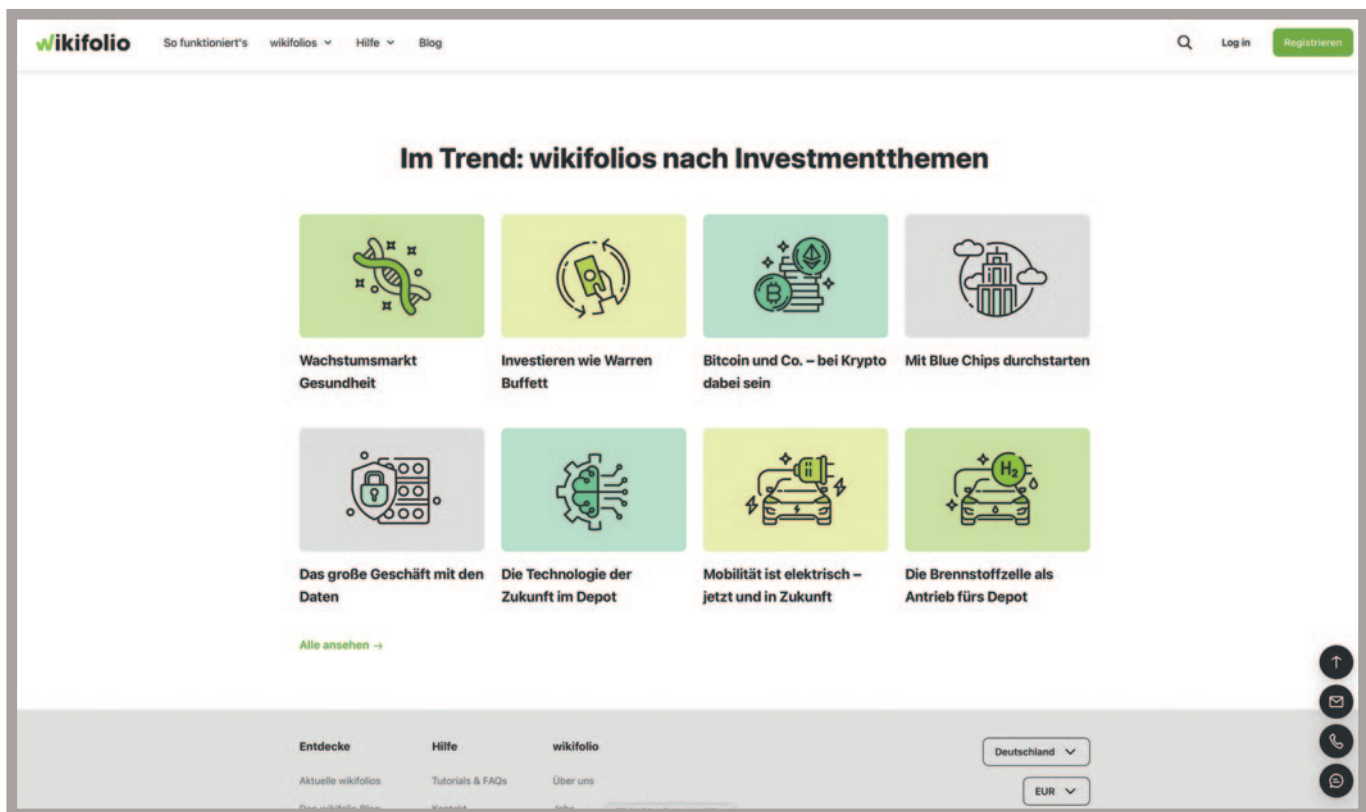 wikifolio So funktioniert's wikifolios Hilfe Blog Log in Registrieren
Im Trend: wikifolios nach Investmentthemen
Wachstumsmarkt
Gesundheit
Investieren wie Warren
Buffett
Bitcoin und Co. – bei Krypto
dabei sein
Mit Blue Chips durchstarten
H₂
Das große Geschäft mit den
Daten
Die Technologie der
Zukunft im Depot
Mobilität ist elektrisch –
jetzt und in Zukunft
Die Brennstoffzelle als
Antrieb fürs Depot
Alle ansehen →
Entdecke Hilfe wikifolio
Deutschland
Aktuelle wikifolios Tutorials & FAQs Über uns
EUR